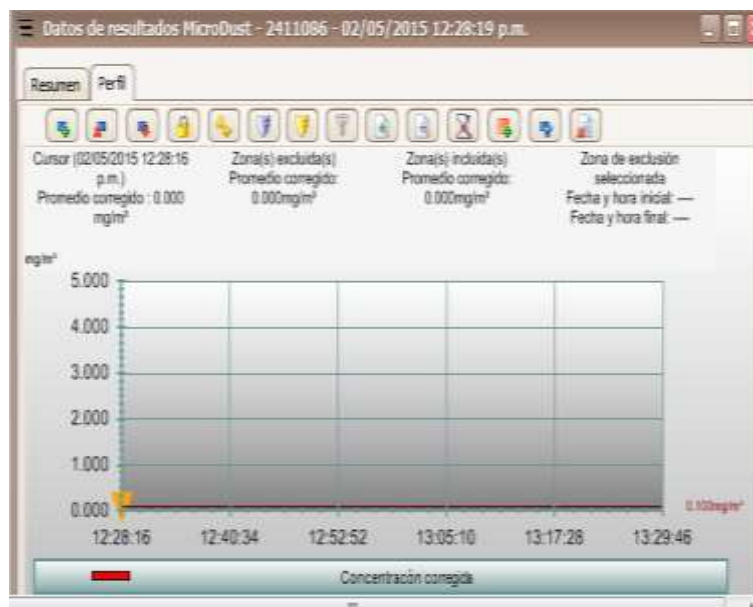 Datos de resultados MicroDust - 2411086 - 02/05/2015 12:28:19 p.m.
Resumen Perfil
Cursor (02/05/2015 12:28:16 p.m.)
Promedio corregido : 0.000 mg/m³
Zona(s) excluida(s)
Promedio corregido:
0.000mg/m³
Zona(s) incluida(s)
Promedio corregido:
0.000mg/m³
Zona de exclusión seleccionada
Fecha y hora inicial: ---
Fecha y hora final: ---
mg/m³
5.000
4.000
3.000
2.000
1.000
0.000
0.100mg/m³
12:28:16 12:40:34 12:52:52 13:05:10 13:17:28 13:29:46
Concentración corregida